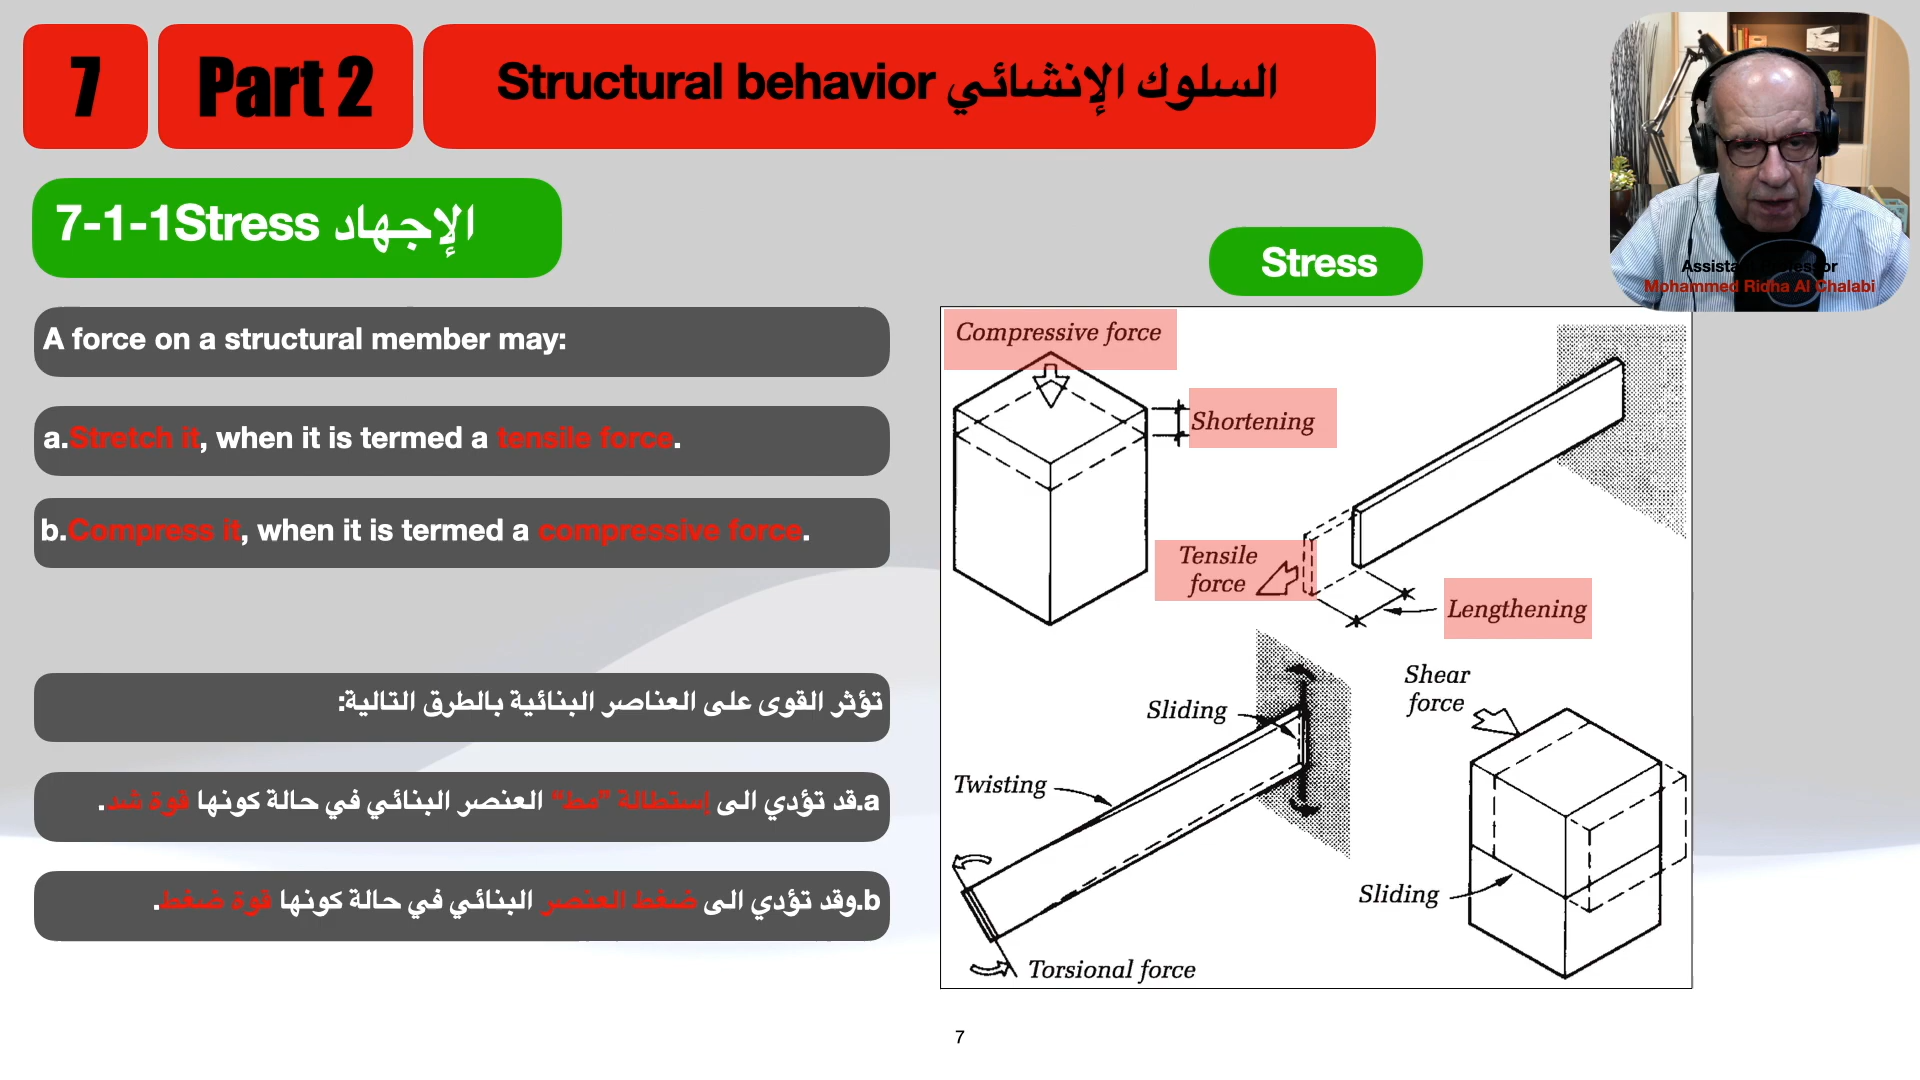 7
Part 2
Structural behavior السلوك الإنشائي
7-1-1Stress الإجهاد
Stress
Mohammed Ridha Al Chalabi
A force on a structural member may:
a.Stretch it, when it is termed a tensile force.
b.Compress it, when it is termed a compressive force.
تؤثر القوى على العناصر البنائية بالطرق التالية:
a.قد تؤدي الى إستطالة "مط" العنصر البنائي في حالة كونها قوة شد.
b.وقد تؤدي الى ضغط العنصر البنائي في حالة كونها قوة ضغط.
Compressive force
Shortening
Tensile
force
Lengthening
Shear
force
Sliding
Twisting
Sliding
Torsional force
7